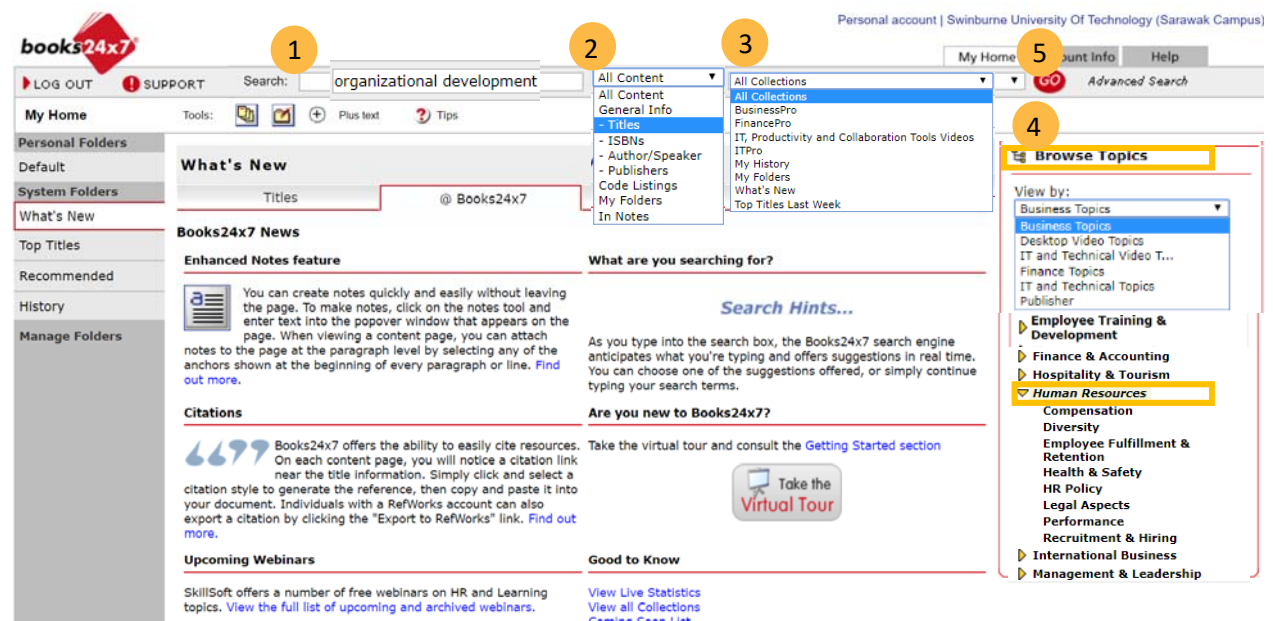 Personal account | Swinburne University Of Technology (Sarawak Campus)
books24x7
1
2
3
5
My Home
ount Info
Help
LOG OUT
SUPPORT
Search:
organizational development
All Content
All Collections
GO
Advanced Search
All Content
General Info
- Titles
- ISBNs
- Author/Speaker
- Publishers
Code Listings
My Folders
In Notes
All Collections
BusinessPro
FinancePro
IT, Productivity and Collaboration Tools Videos
ITPro
My History
My Folders
What's New
Top Titles Last Week
My Home
Tools:
Plus text
Tips
4
Personal Folders
Default
System Folders
What's New
Top Titles
Recommended
History
Manage Folders
What's New
Titles
@ Books24x7
Books24x7 News
Enhanced Notes feature
You can create notes quickly and easily without leaving
the page. To make notes, click on the notes tool and
enter text into the popover window that appears on the
page. When viewing a content page, you can attach
notes to the page at the paragraph level by selecting any of the
anchors shown at the beginning of every paragraph or line. Find
out more.
What are you searching for?
Search Hints...
As you type into the search box, the Books24x7 search engine
anticipates what you're typing and offers suggestions in real time.
You can choose one of the suggestions offered, or simply continue
typing your search terms.
Citations
Books24x7 offers the ability to easily cite resources.
On each content page, you will notice a citation link
near the title information. Simply click and select a
citation style to generate the reference, then copy and paste it into
your document. Individuals with a RefWorks account can also
export a citation by clicking the "Export to RefWorks" link. Find out
more.
Are you new to Books24x7?
Take the virtual tour and consult the Getting Started section
Take the
Virtual Tour
Upcoming Webinars
SkillSoft offers a number of free webinars on HR and Learning
topics. View the full list of upcoming and archived webinars.
Good to Know
View Live Statistics
View all Collections
Coming Soon List
Browse Topics
View by:
Business Topics
Business Topics
Desktop Video Topics
IT and Technical Video T...
Finance Topics
IT and Technical Topics
Publisher
Employee Training &
Development
Finance & Accounting
Hospitality & Tourism
Human Resources
Compensation
Diversity
Employee Fulfillment &
Retention
Health & Safety
HR Policy
Legal Aspects
Performance
Recruitment & Hiring
International Business
Management & Leadership